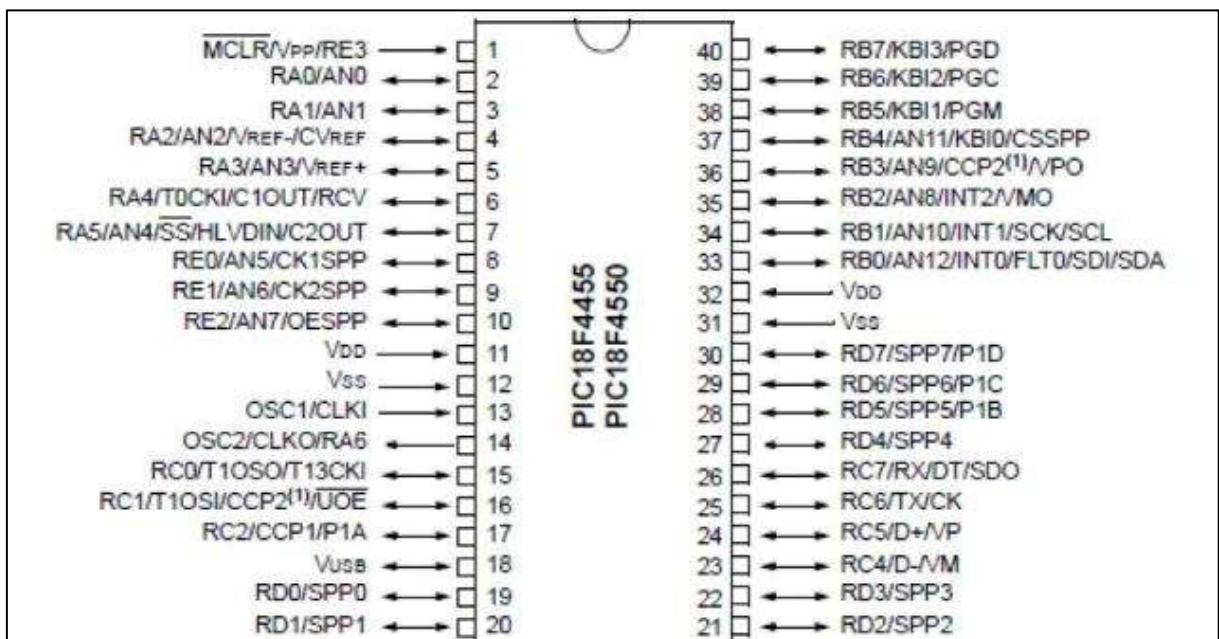 MCLR/VPP/RE3 1
RA0/AN0 2
RA1/AN1 3
RA2/AN2/VREF-/CVREF 4
RA3/AN3/VREF+ 5
RA4/T0CKI/C1OUT/RCV 6
RA5/AN4/SS/HLVDIN/C2OUT 7
RE0/AN5/CK1SPP 8
RE1/AN6/CK2SPP 9
RE2/AN7/OESPP 10
VDD 11
VSS 12
OSC1/CLKI 13
OSC2/CLKO/RA6 14
RC0/T1OSO/T13CKI 15
RC1/T1OSI/CCP2(1)/UOE 16
RC2/CCP1/P1A 17
VUSB 18
RD0/SPP0 19
RD1/SPP1 20
PIC18F4455
PIC18F4550
40 RB7/KBI3/PGD
39 RB6/KBI2/PGC
38 RB5/KBI1/PGM
37 RB4/AN11/KBI0/CSSPP
36 RB3/AN9/CCP2(1)/VPO
35 RB2/AN8/INT2/VMO
34 RB1/AN10/INT1/SCK/SCL
33 RB0/AN12/INT0/FLT0/SDI/SDA
32 VDD
31 VSS
30 RD7/SPP7/P1D
29 RD6/SPP6/P1C
28 RD5/SPP5/P1B
27 RD4/SPP4
26 RC7/RX/DT/SDO
25 RC6/TX/CK
24 RC5/D+/VP
23 RC4/D-/VM
22 RD3/SPP3
21 RD2/SPP2